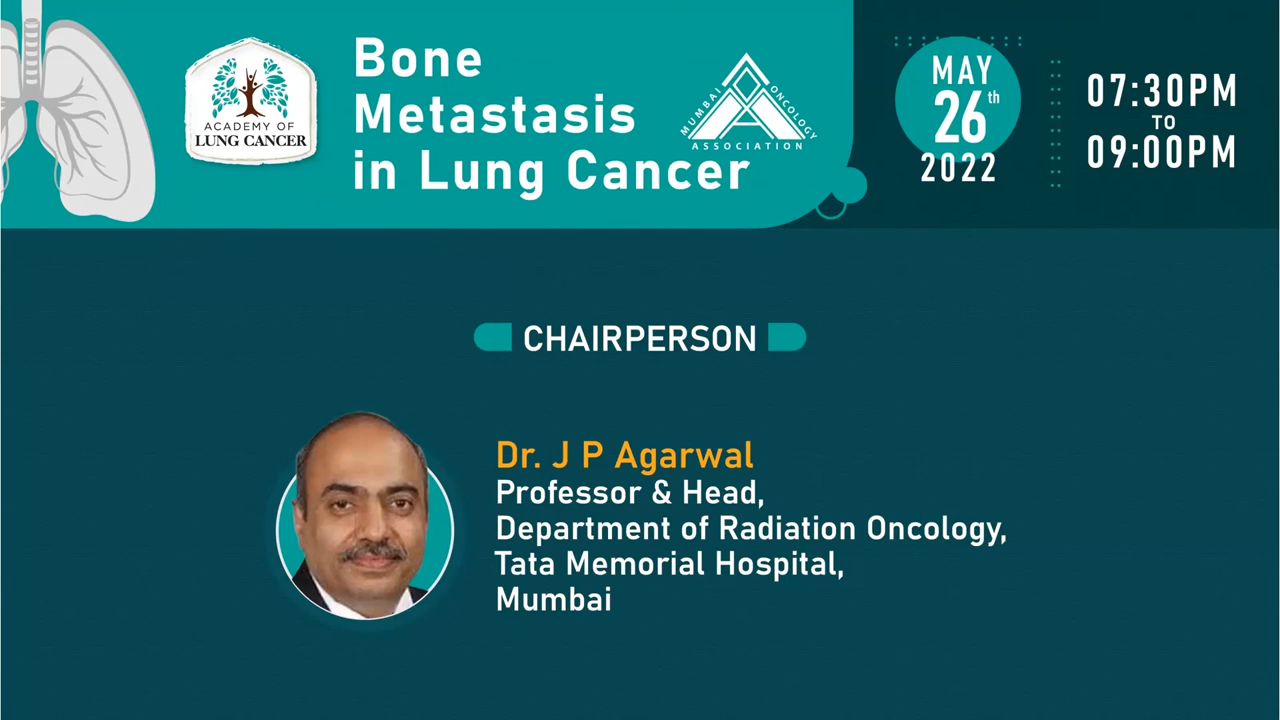 ACADEMY OF
LUNG CANCER
Bone
Metastasis
in Lung Cancer
MUMBAI ONCOLOGY
ASSOCIATION
MAY
26th
2022
07:30PM
TO
09:00PM
CHAIRPERSON
Dr. J P Agarwal
Professor & Head,
Department of Radiation Oncology,
Tata Memorial Hospital,
Mumbai